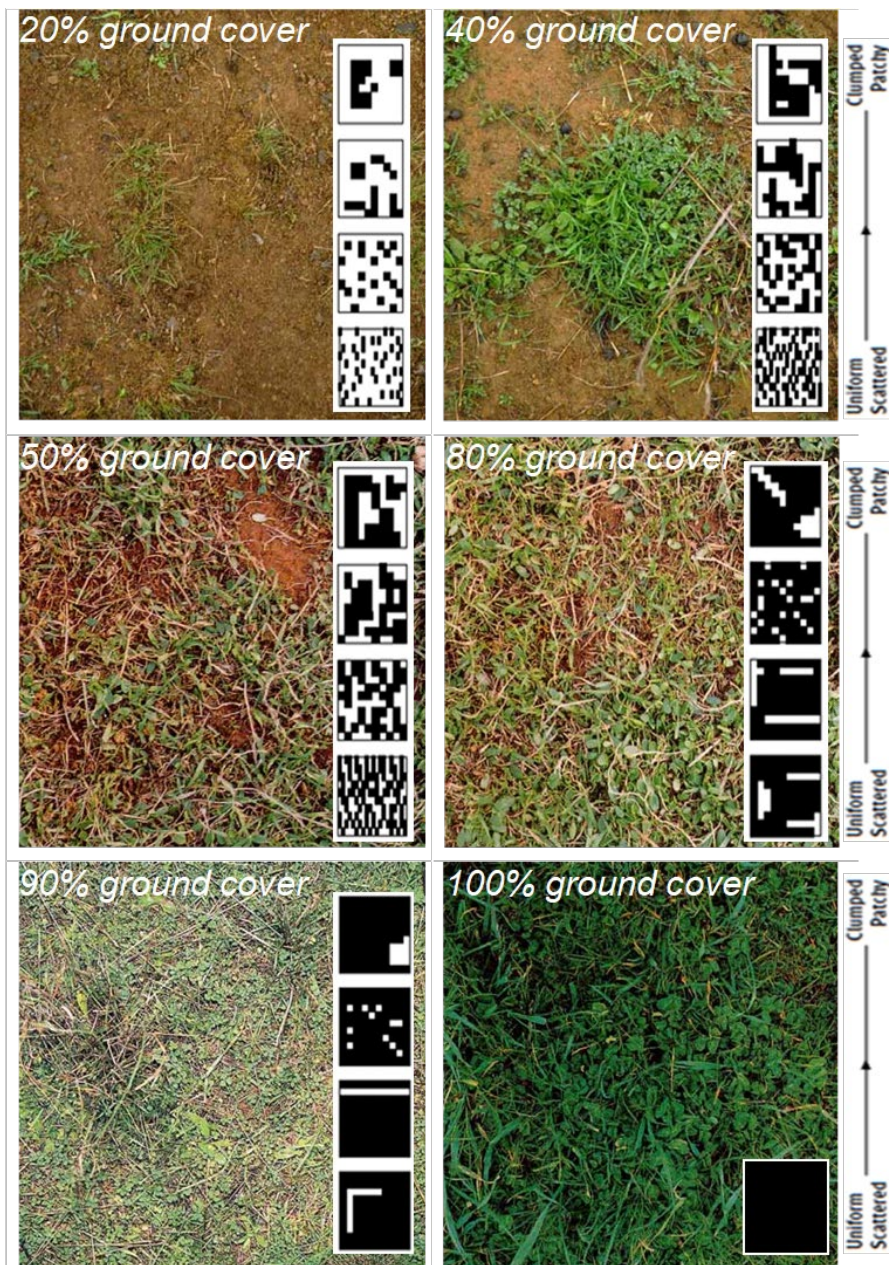 20% ground cover
40% ground cover
Clumped
Patchy
Uniform
Scattered
50% ground cover
80% ground cover
Clumped
Patchy
Uniform
Scattered
90% ground cover
100% ground cover
Clumped
Patchy
Uniform
Scattered